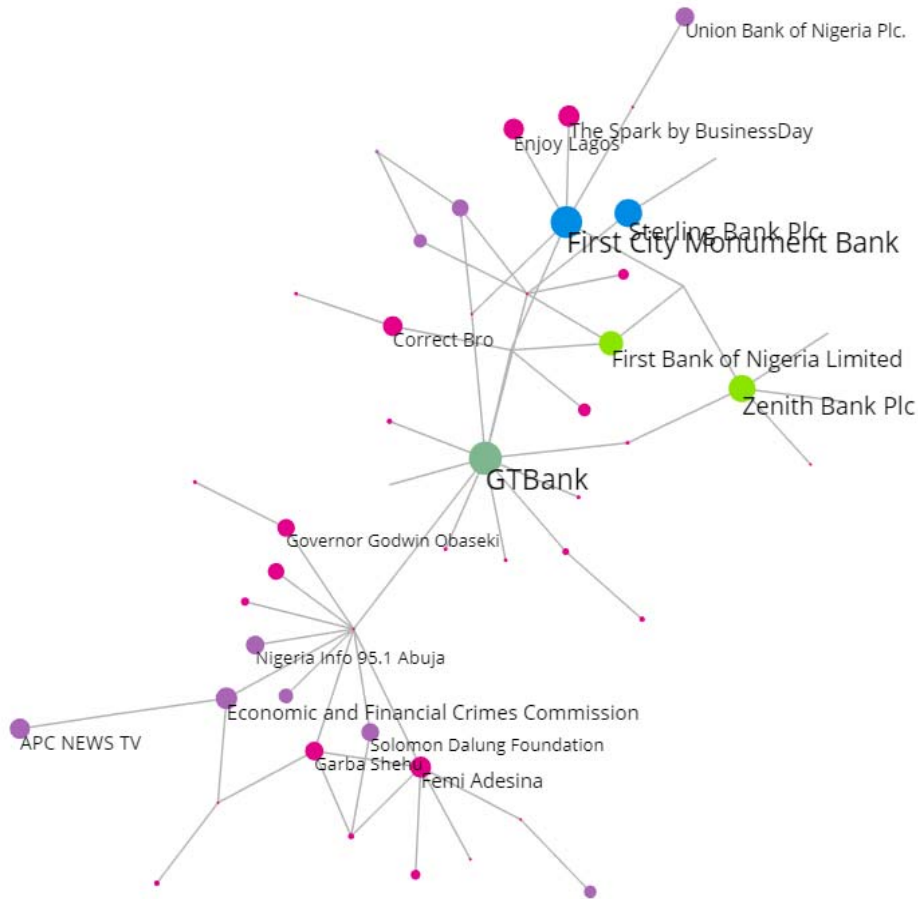 Union Bank of Nigeria Plc.
The Spark by BusinessDay
Enjoy Lagos
Sterling Bank Plc
First City Monument Bank
Correct Bro
First Bank of Nigeria Limited
Zenith Bank Plc
GTBank
Governor Godwin Obaseki
Nigeria Info 95.1 Abuja
Economic and Financial Crimes Commission
APC NEWS TV
Solomon Dalung Foundation
Garba Shehu
Femi Adesina